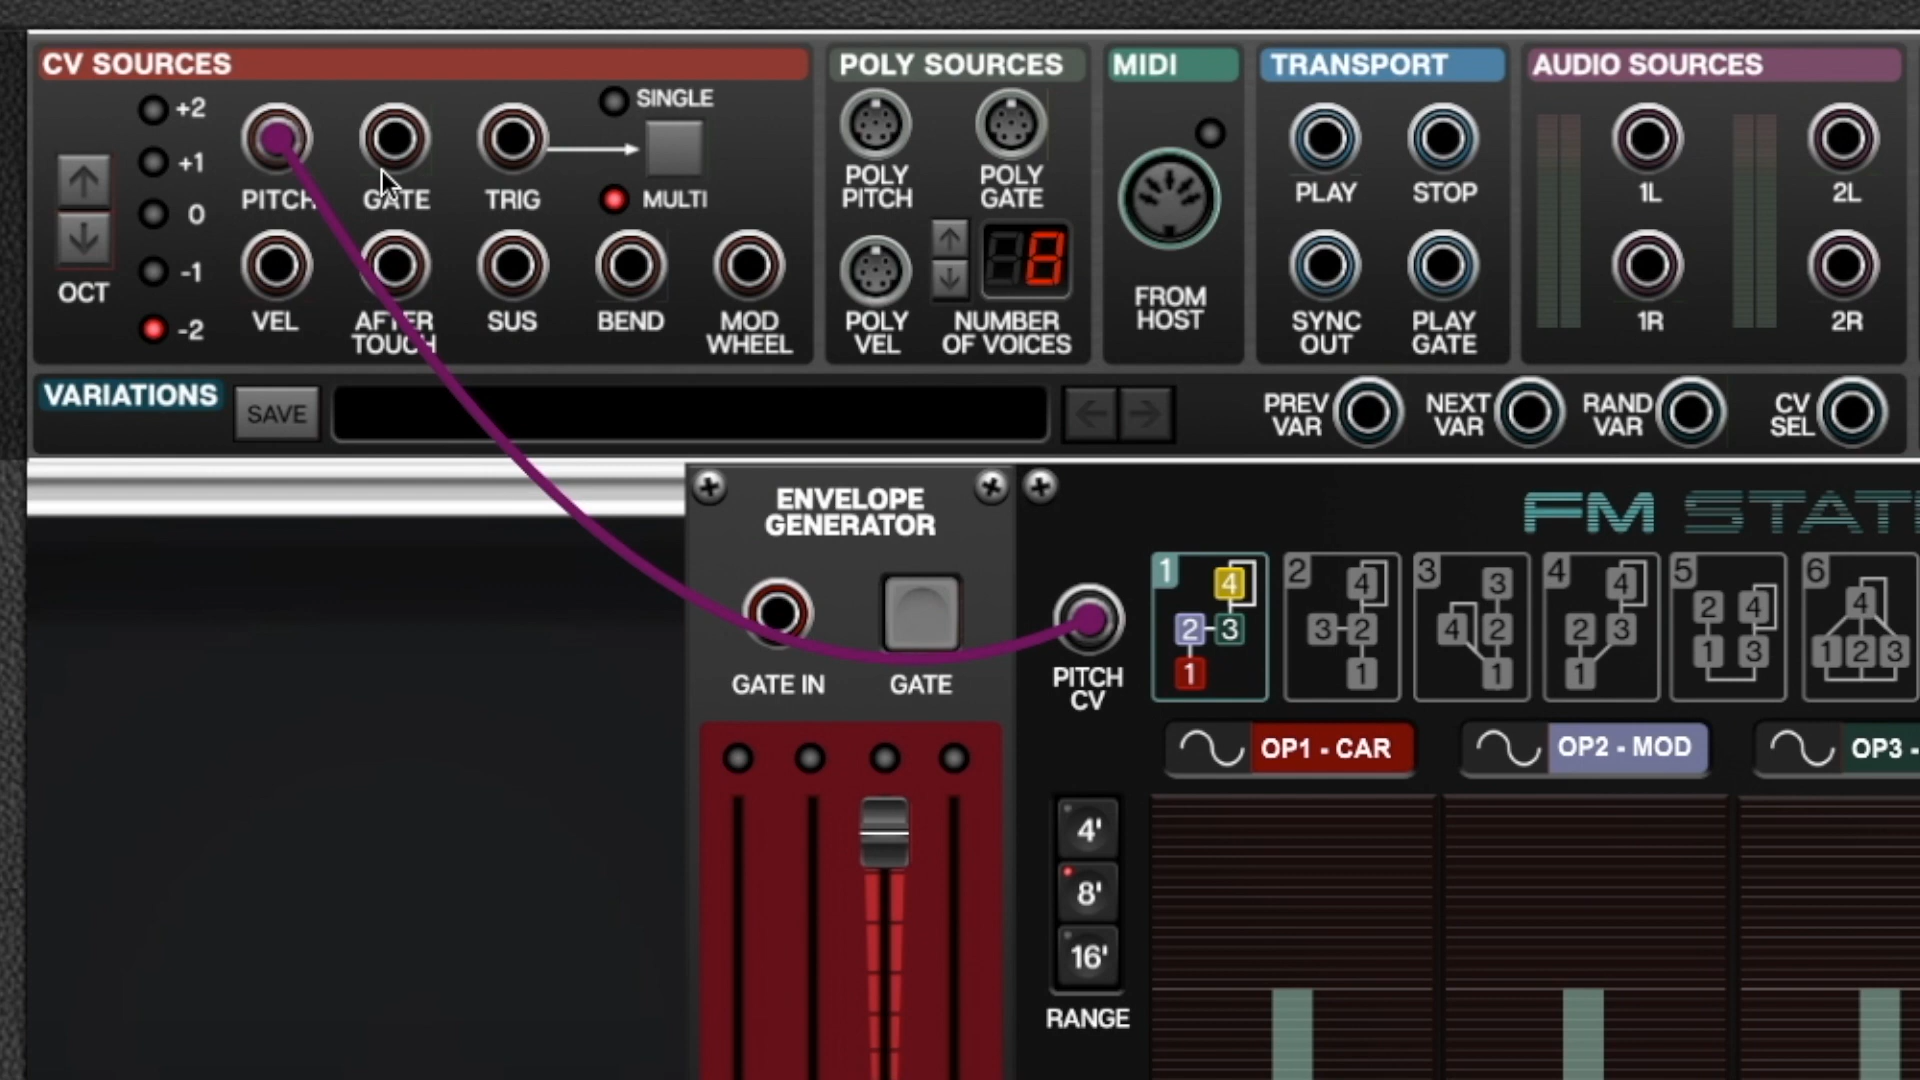 CV SOURCES
+2
+1
0
-1
-2
OCT
PITCH
GATE
TRIG
SINGLE
MULTI
VEL
AFTER
TOUCH
SUS
BEND
MOD
WHEEL
POLY SOURCES
POLY
PITCH
POLY
GATE
POLY
VEL
NUMBER
OF VOICES
MIDI
FROM
HOST
TRANSPORT
PLAY
STOP
SYNC
OUT
PLAY
GATE
AUDIO SOURCES
1L
2L
1R
2R
VARIATIONS
SAVE
PREV
VAR
NEXT
VAR
RAND
VAR
CV
SEL
ENVELOPE
GENERATOR
GATE IN
GATE
FM STAT
PITCH
CV
1
4
2
3
1
2
4
3
2
1
3
3
4
2
1
4
4
2
3
1
5
2
4
1
3
6
4
1
2
3
OP1 - CAR
OP2 - MOD
OP3 -
4'
8'
16'
RANGE